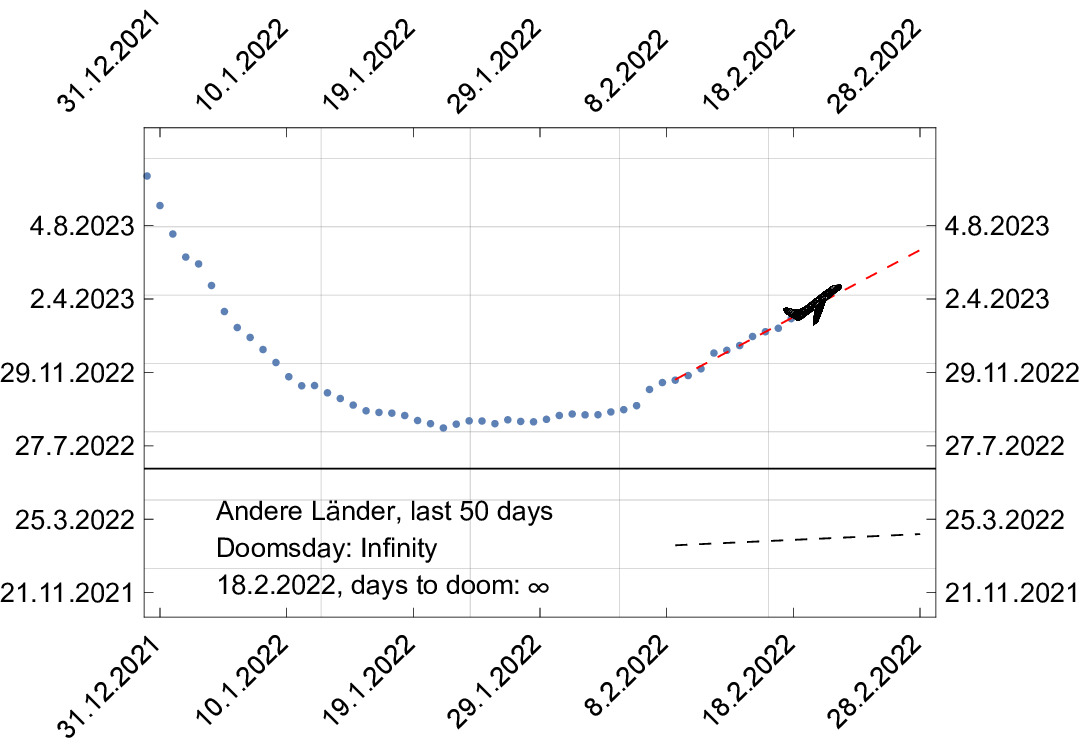 31.12.2021 10.1.2022 19.1.2022 29.1.2022 8.2.2022 18.2.2022 28.2.2022
4.8.2023 4.8.2023
2.4.2023 2.4.2023
29.11.2022 29.11.2022
27.7.2022 27.7.2022
Andere Länder, last 50 days
25.3.2022 25.3.2022
Doomsday: Infinity
18.2.2022, days to doom: ∞
21.11.2021 21.11.2021
31.12.2021 10.1.2022 19.1.2022 29.1.2022 8.2.2022 18.2.2022 28.2.2022